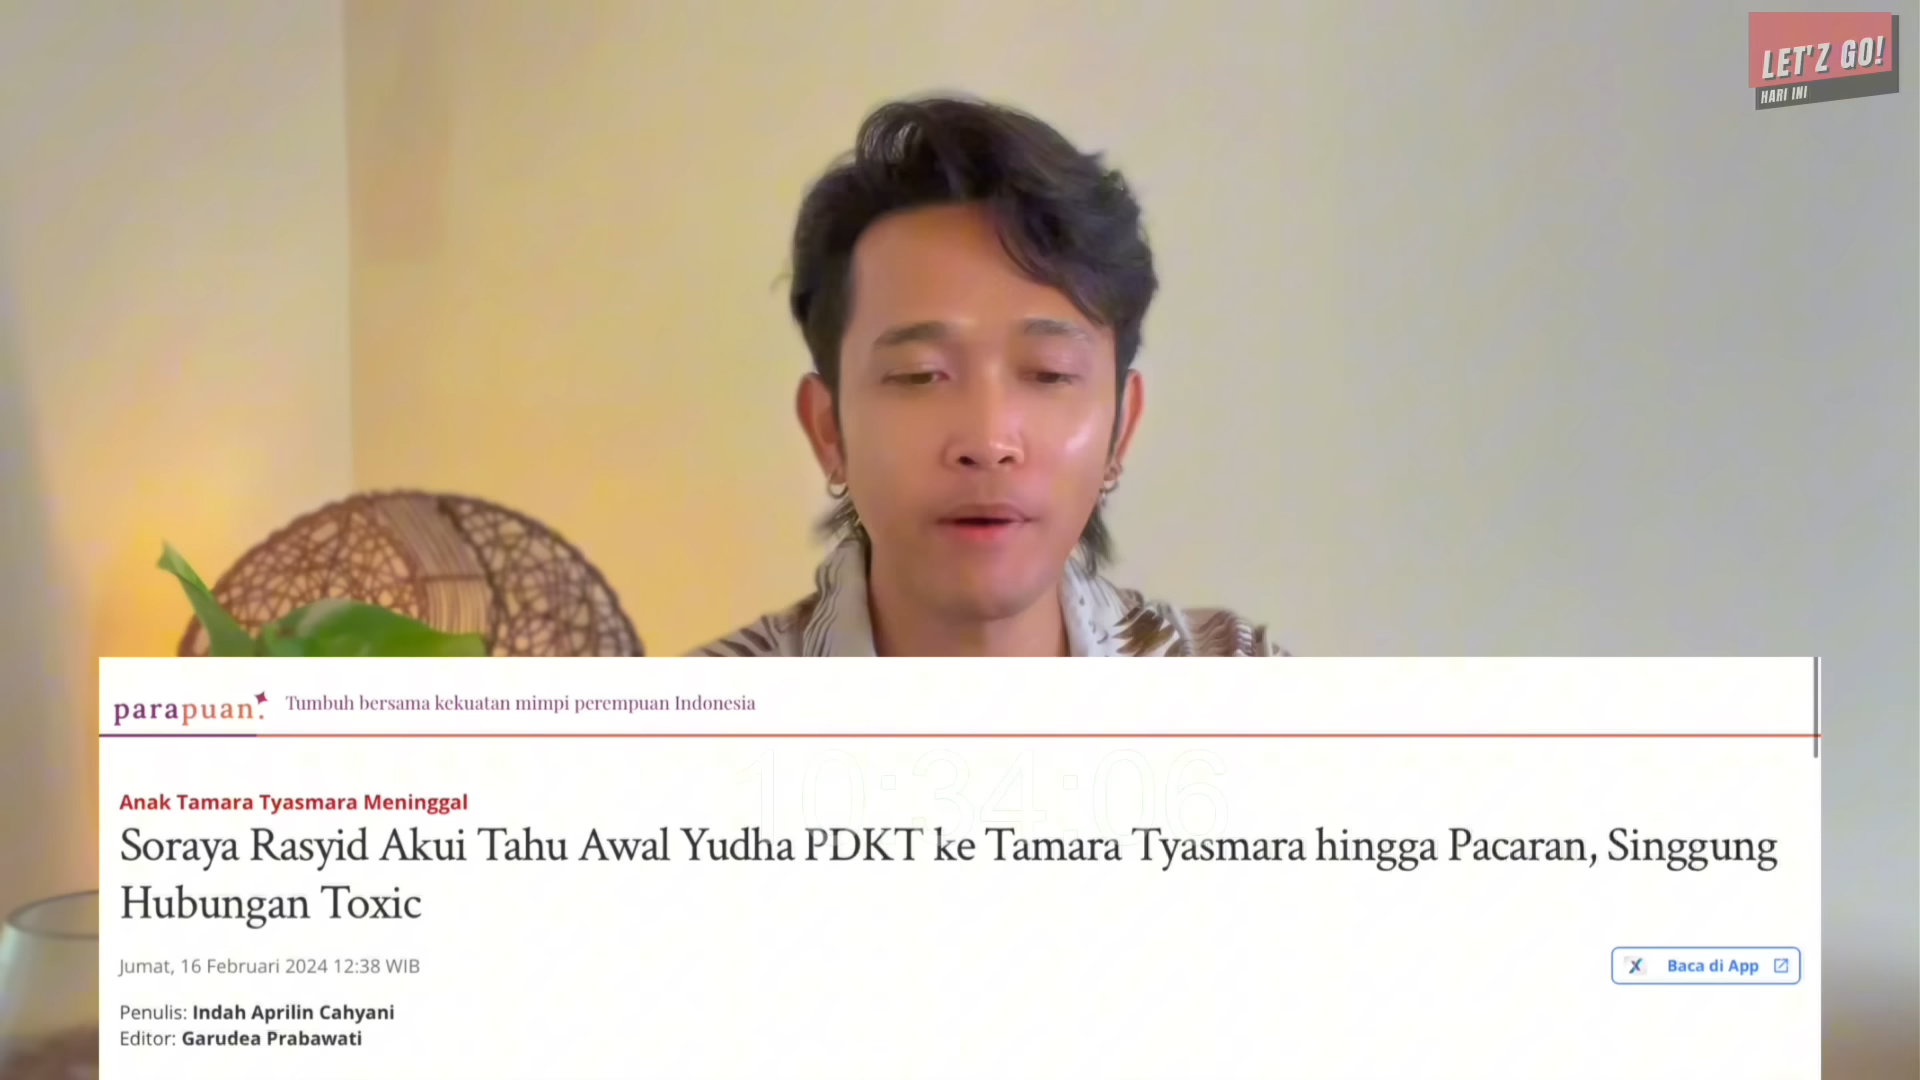 LET'Z GO!
HARI INI
parapuan.
Tumbuh bersama kekuatan mimpi perempuan Indonesia
10:34:06
Anak Tamara Tyasmara Meninggal
Soraya Rasyid Akui Tahu Awal Yudha PDKT ke Tamara Tyasmara hingga Pacaran, Singgung
Hubungan Toxic
Jumat, 16 Februari 2024 12:38 WIB
Baca di App
Penulis: Indah Aprilin Cahyani
Editor: Garudea Prabawati